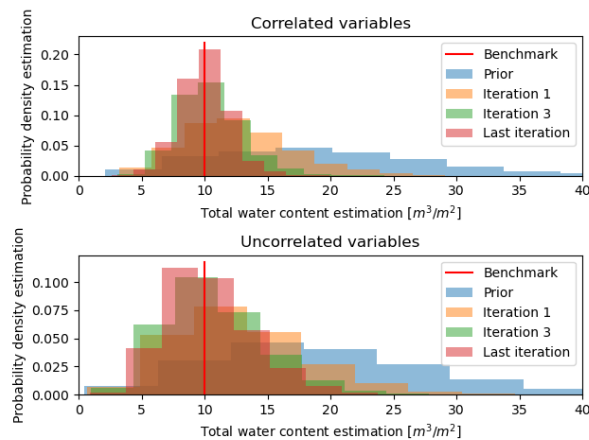 Correlated variables
Probability density estimation
0.20
0.15
0.10
0.05
0.00
Benchmark
Prior
Iteration 1
Iteration 3
Last iteration
0 5 10 15 20 25 30 35 40
Total water content estimation [m³/m²]
Uncorrelated variables
Probability density estimation
0.100
0.075
0.050
0.025
0.000
Benchmark
Prior
Iteration 1
Iteration 3
Last iteration
0 5 10 15 20 25 30 35 40
Total water content estimation [m³/m²]